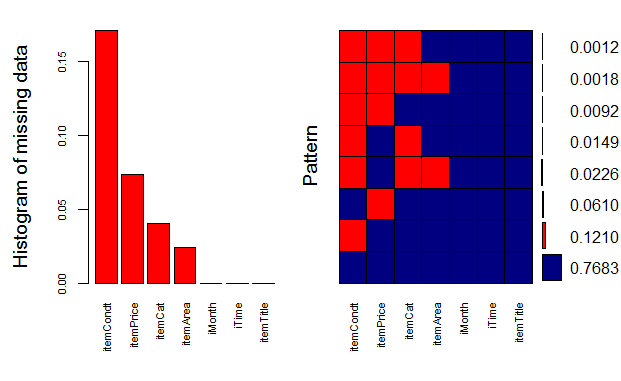 Histogram of missing data
0.15
0.10
0.05
0.00
itemCondt
itemPrice
itemCat
itemArea
iMonth
iTime
itemTitle
Pattern
0.0012
0.0018
0.0092
0.0149
0.0226
0.0610
0.1210
0.7683
itemCondt
itemPrice
itemCat
itemArea
iMonth
iTime
itemTitle